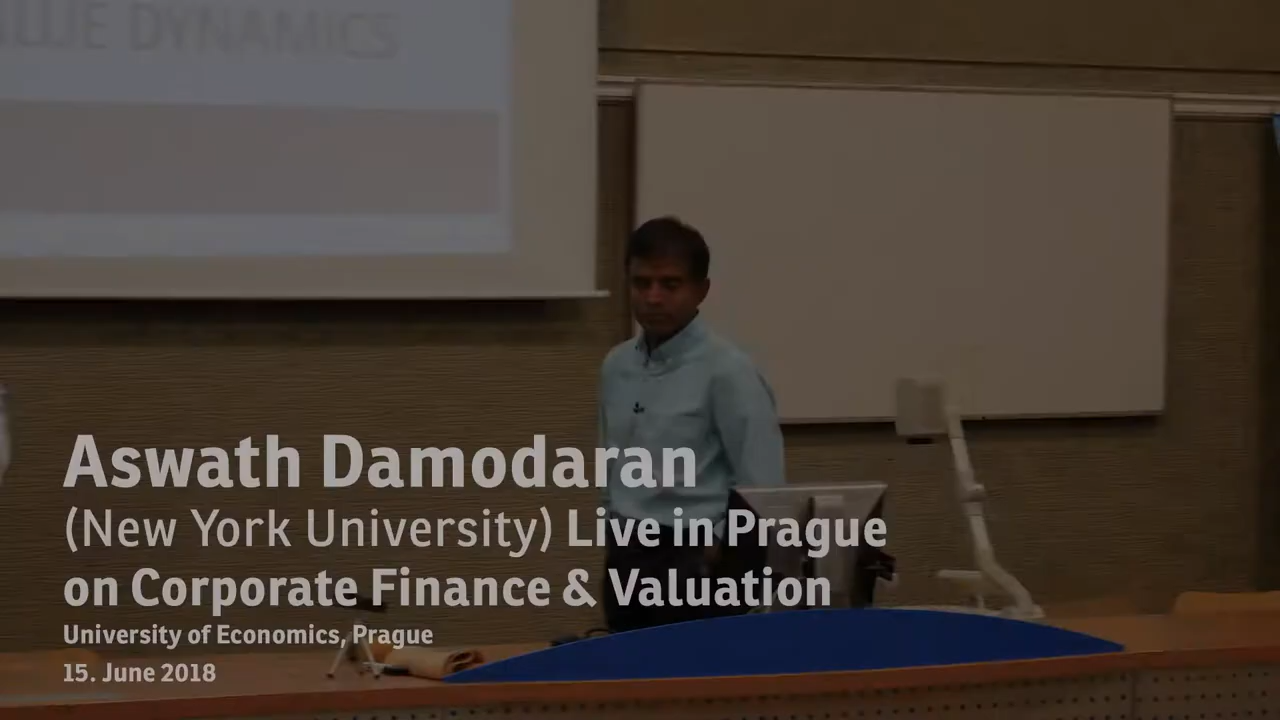 DYNAMICS
Aswath Damodaran
(New York University) Live in Prague
on Corporate Finance & Valuation
University of Economics, Prague
15. June 2018